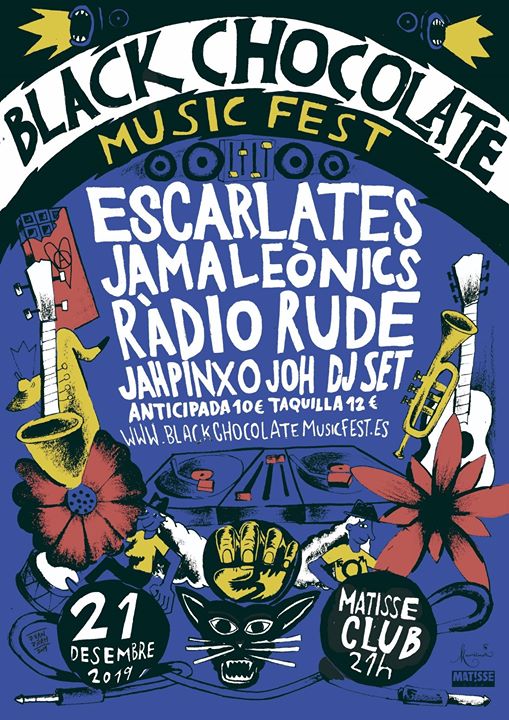 BLACK CHOCOLATE
MUSIC FEST
ESCARLATES
JAMALEÒNICS
RÀDIO RUDE
JAHPINXO JOH DJ SET
ANTICIPADA 10€ TAQUILLA 12€
WWW.BLACKCHOCOLATEMUSICFEST.ES
21
DESEMBRE
2019
MATISSE
CLUB
21h
MATISSE